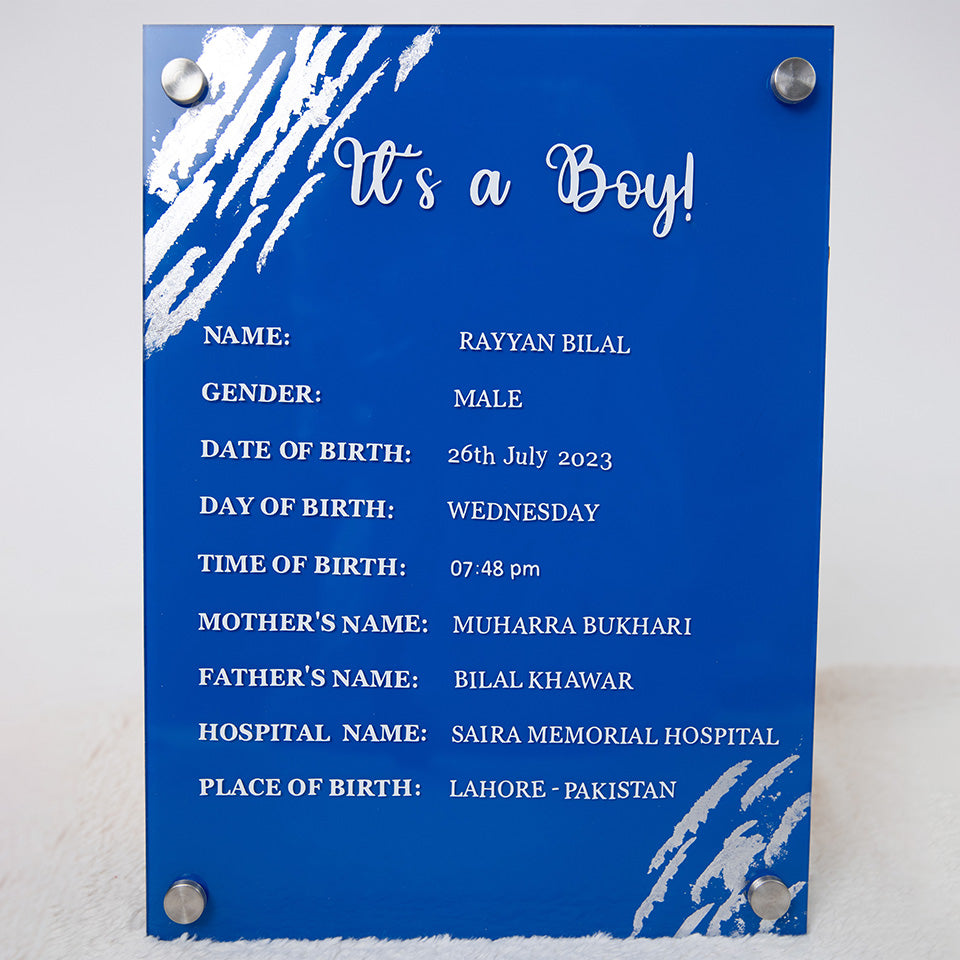 It's a Boy!
NAME: RAYYAN BILAL
GENDER: MALE
DATE OF BIRTH: 26th July 2023
DAY OF BIRTH: WEDNESDAY
TIME OF BIRTH: 07:48 pm
MOTHER'S NAME: MUHARRA BUKHARI
FATHER'S NAME: BILAL KHAWAR
HOSPITAL NAME: SAIRA MEMORIAL HOSPITAL
PLACE OF BIRTH: LAHORE - PAKISTAN